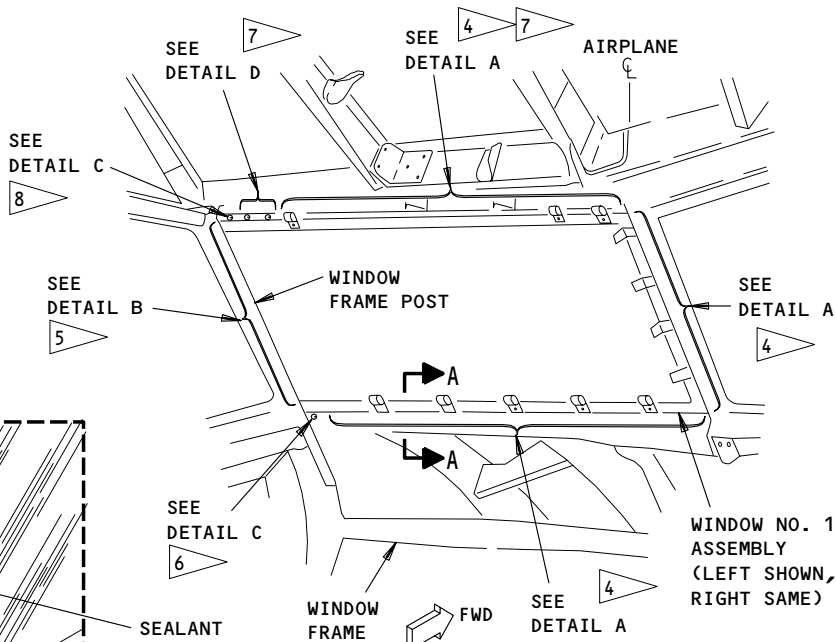 SEE
DETAIL D
7
SEE
DETAIL A
4
7
AIRPLANE
CL
SEE
DETAIL C
8
WINDOW
FRAME POST
SEE
DETAIL B
5
SEE
DETAIL A
4
A
A
SEE
DETAIL C
6
WINDOW NO. 1
ASSEMBLY
(LEFT SHOWN,
RIGHT SAME)
4
SEE
DETAIL A
WINDOW
FRAME
FWD
SEALANT